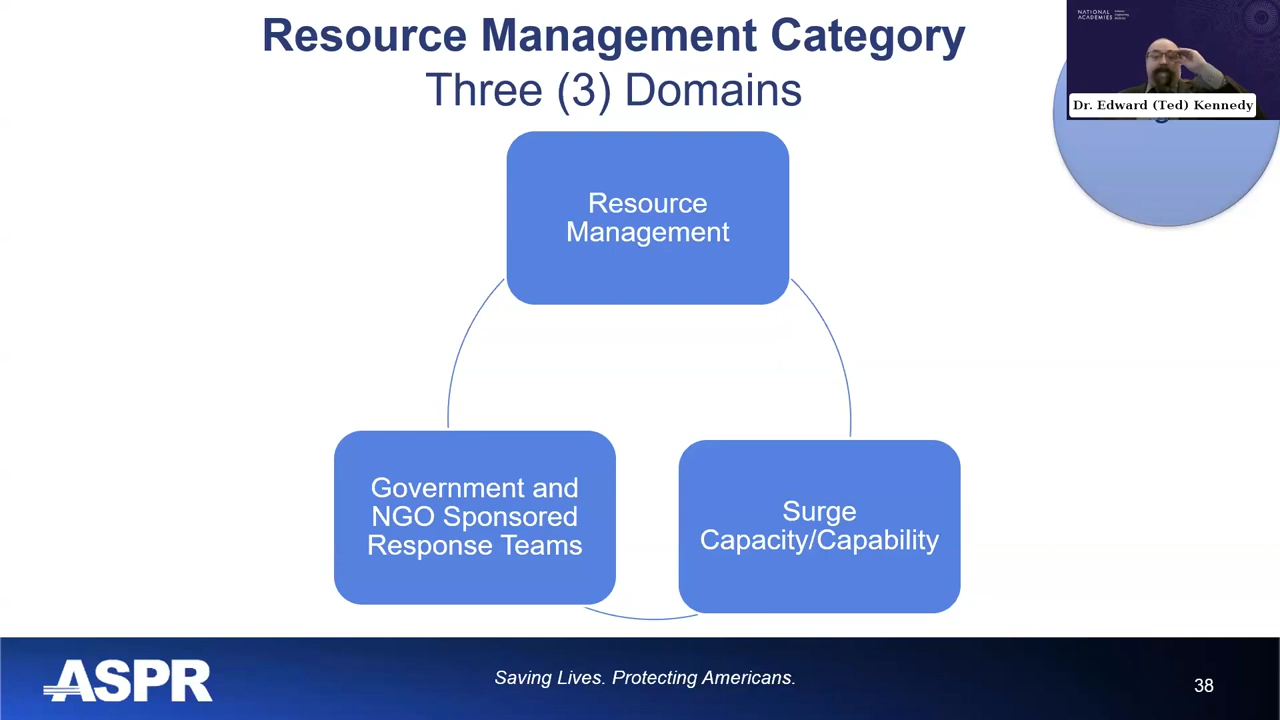 Resource Management Category
Three (3) Domains
NATIONAL
ACADEMIES
Dr. Edward (Ted) Kennedy
Resource
Management
Government and
NGO Sponsored
Response Teams
Surge
Capacity/Capability
ASPR
Saving Lives. Protecting Americans.
38